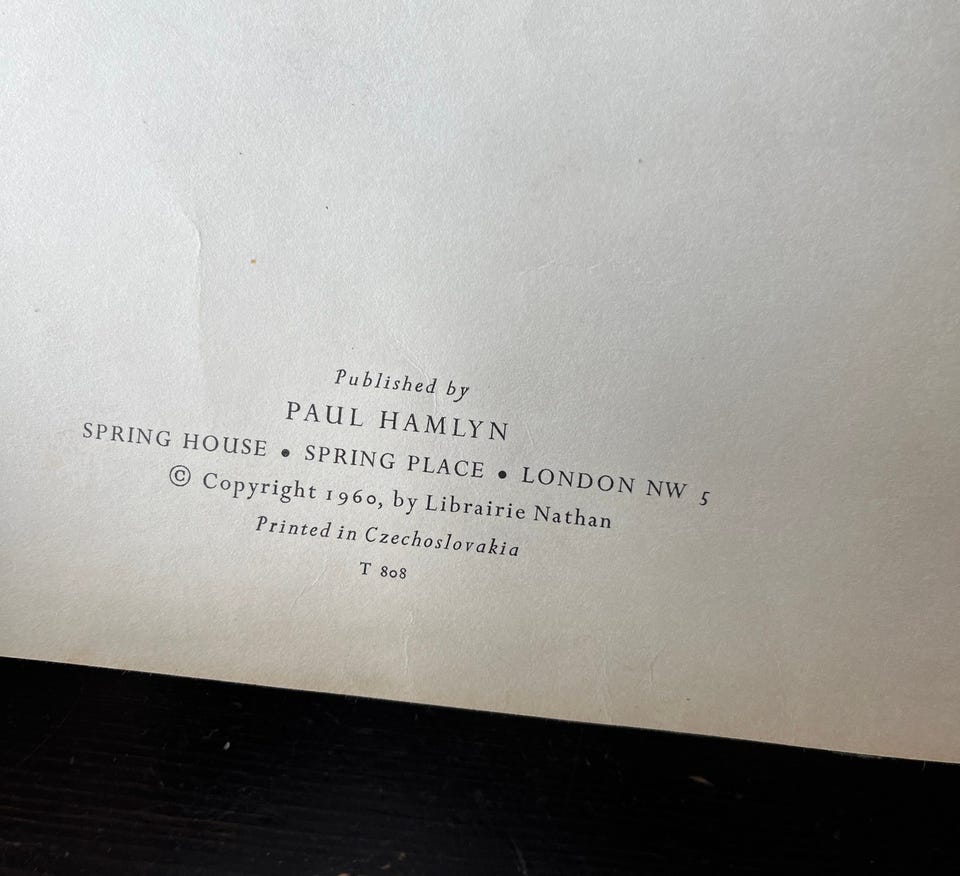 Published by
PAUL HAMLYN
SPRING HOUSE • SPRING PLACE • LONDON NW 5
© Copyright 1960, by Librairie Nathan
Printed in Czechoslovakia
T 808